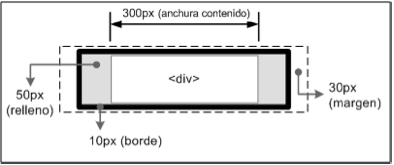 300px (anchura contenido)
<div>
50px
(relleno)
30px
(margen)
10px (borde)